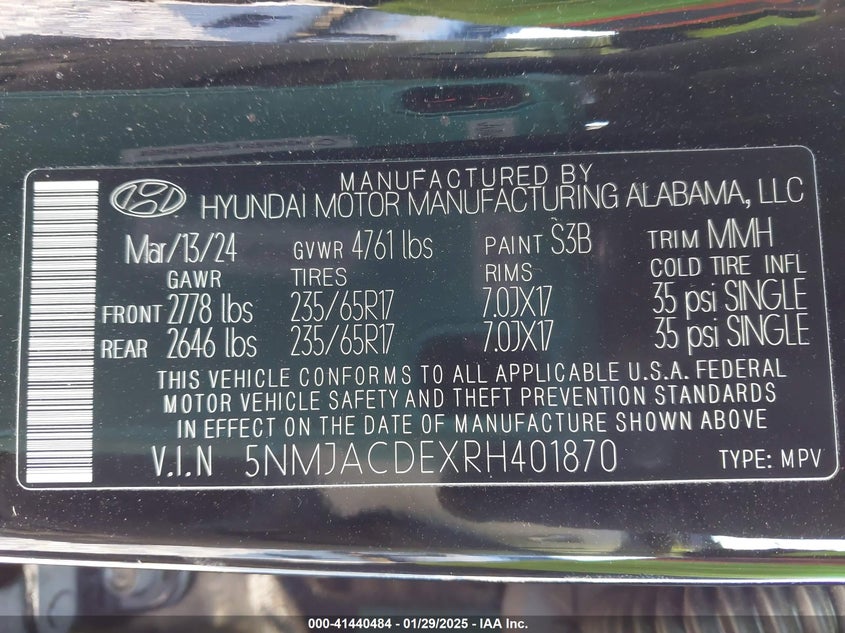 MANUFACTURED BY
HYUNDAI MOTOR MANUFACTURING ALABAMA, LLC
Mar/13/24 GVWR 4761 lbs PAINT S3B TRIM MMH
GAWR TIRES RIMS COLD TIRE INFL
FRONT 2778 lbs 235/65R17 7.0JX17 35 psi SINGLE
REAR 2646 lbs 235/65R17 7.0JX17 35 psi SINGLE
THIS VEHICLE CONFORMS TO ALL APPLICABLE U.S.A. FEDERAL
MOTOR VEHICLE SAFETY AND THEFT PREVENTION STANDARDS
IN EFFECT ON THE DATE OF MANUFACTURE SHOWN ABOVE
V.I.N 5NMJACDEXRH401870 TYPE: MPV
000-41440484 - 01/29/2025 - IAA Inc.